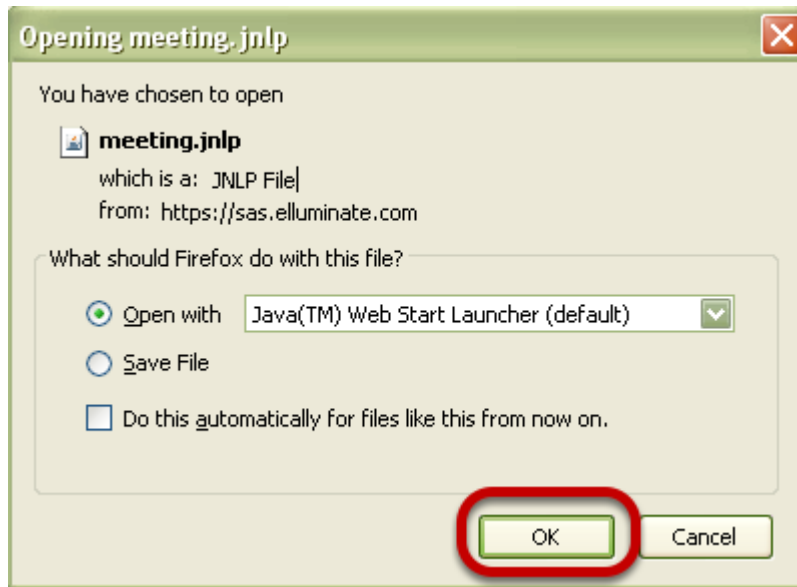 Opening meeting.jnlp
You have chosen to open
meeting.jnlp
which is a: JNLP File
from: https://sas.elluminate.com
What should Firefox do with this file?
Open with Java(TM) Web Start Launcher (default)
Save File
Do this automatically for files like this from now on.
OK Cancel